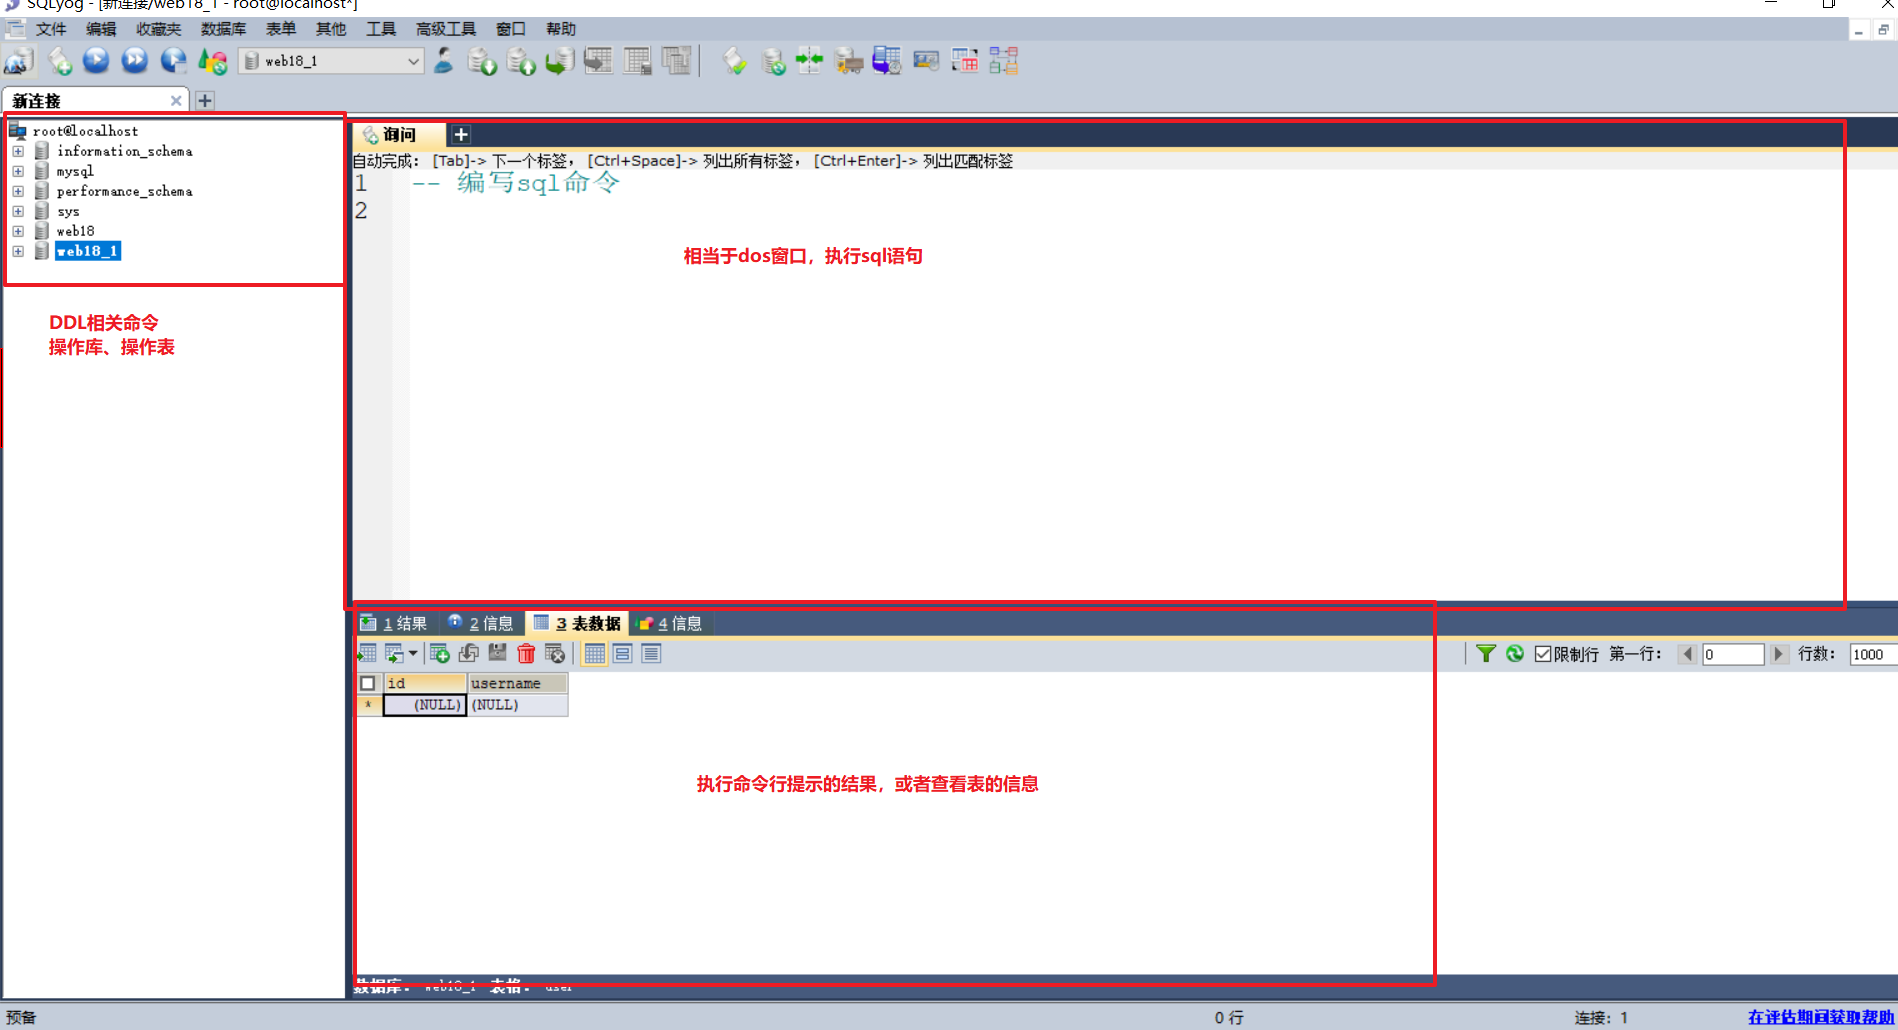 SQLyog - [新连接/web18_1 - root@localhost*]
文件 编辑 收藏夹 数据库 表单 其他 工具 高级工具 窗口 帮助
web18_1
新连接
root@localhost
information_schema
mysql
performance_schema
sys
web18
web18_1
DDL相关命令
操作库、操作表
询问
自动完成： [Tab]-> 下一个标签， [Ctrl+Space]-> 列出所有标签， [Ctrl+Enter]-> 列出匹配标签
1 -- 编写sql命令
2
相当于dos窗口，执行sql语句
1 结果 2 信息 3 表数据 4 信息
限制行 第一行： 0 行数： 1000
id username
* (NULL) (NULL)
执行命令行提示的结果，或者查看表的信息
数据库： web18_1 表格： user
预备 0 行 连接： 1 在评估期间获取帮助